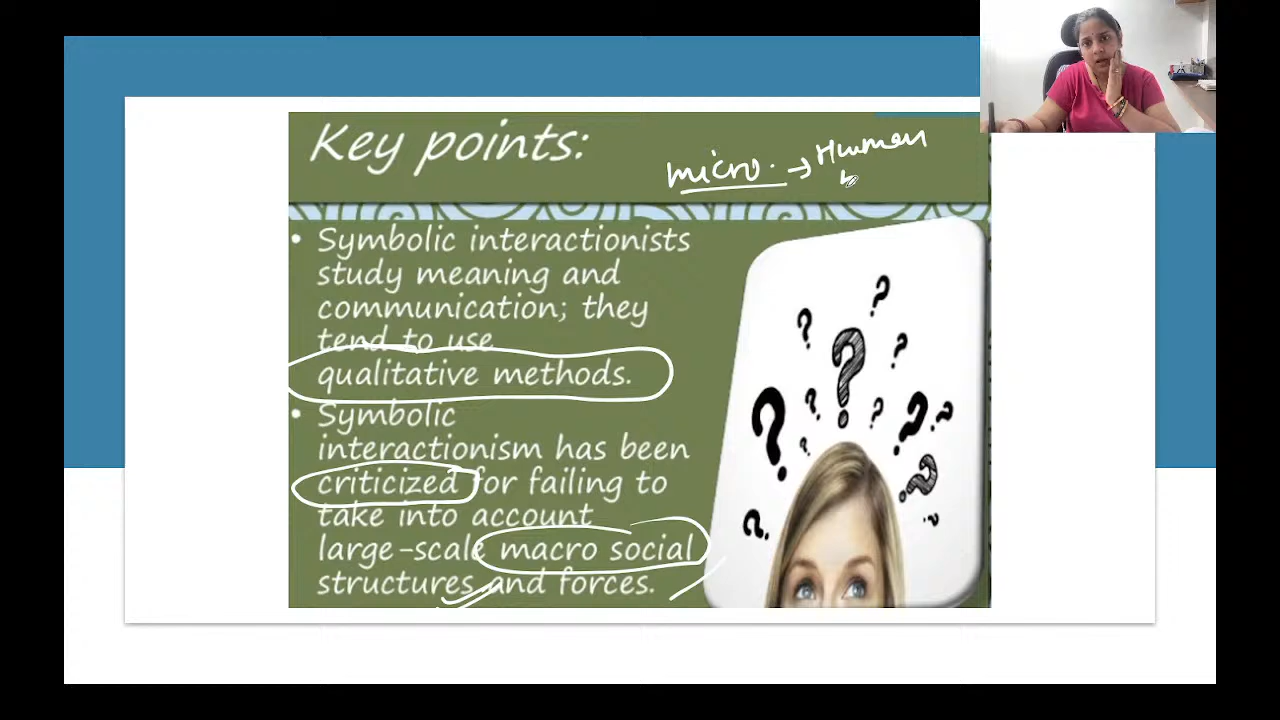 Key points:
micro. → Human
• Symbolic interactionists
study meaning and
communication; they
tend to use
qualitative methods.
• Symbolic
interactionism has been
criticized for failing to
take into account
large-scale macro social
structures and forces.